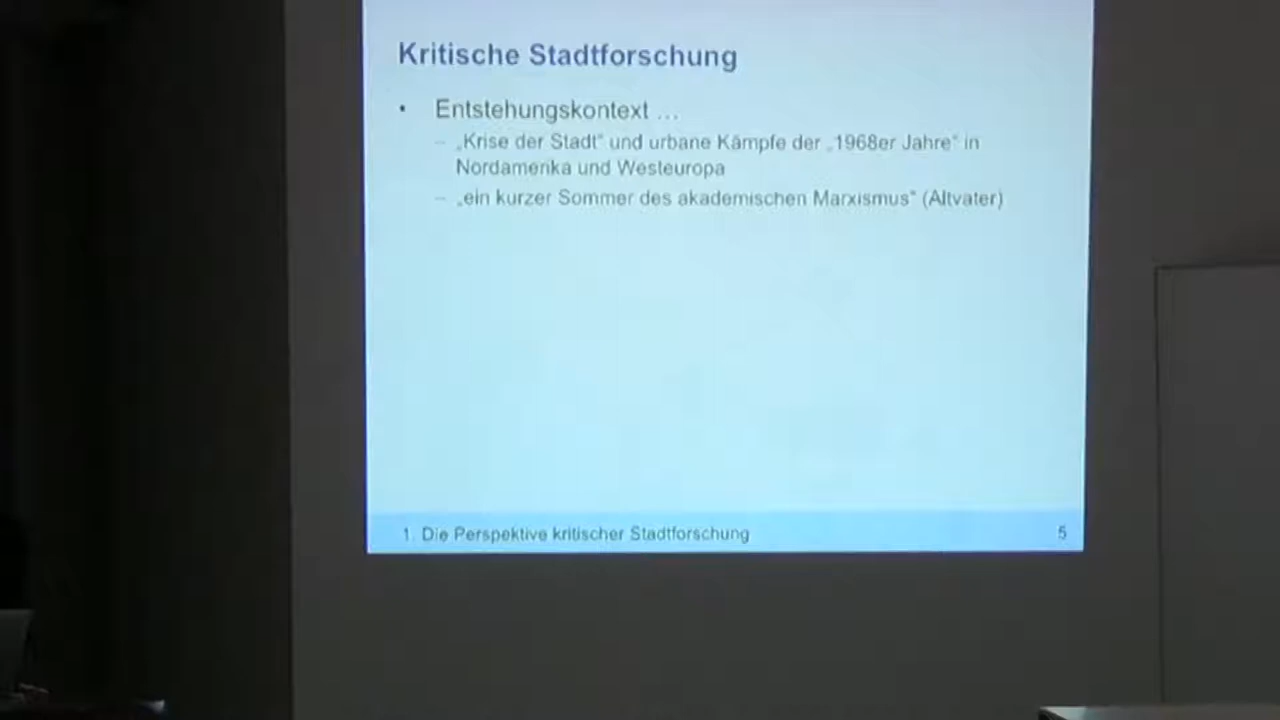 Kritische Stadtforschung
• Entstehungskontext …
– „Krise der Stadt“ und urbane Kämpfe der „1968er Jahre“ in
Nordamerika und Westeuropa
– „ein kurzer Sommer des akademischen Marxismus“ (Altvater)
1. Die Perspektive kritischer Stadtforschung 5